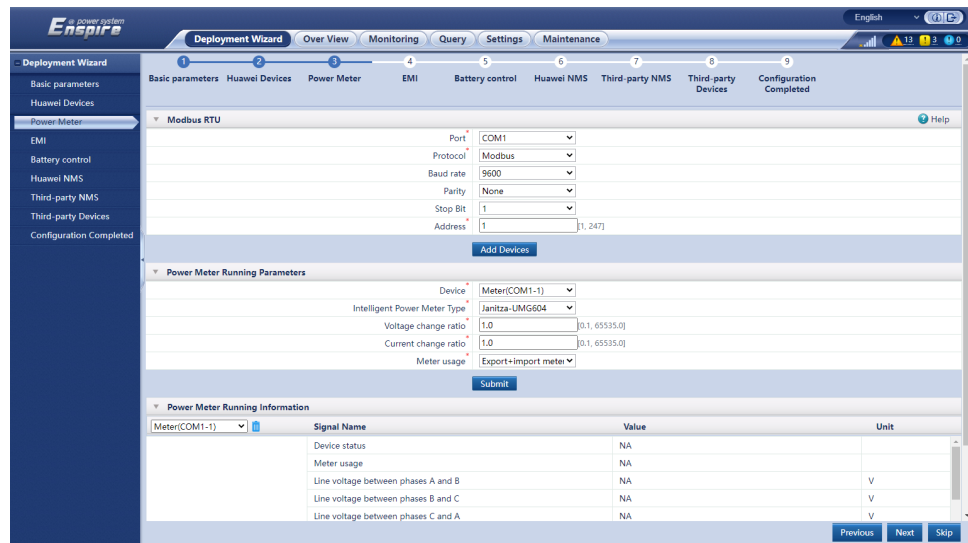 @ power system
Enspire
English
Deployment Wizard Over View Monitoring Query Settings Maintenance
13 3 0
Deployment Wizard
Basic parameters
Huawei Devices
Power Meter
EMI
Battery control
Huawei NMS
Third-party NMS
Third-party Devices
Configuration Completed
1 2 3 4 5 6 7 8 9
Basic parameters Huawei Devices Power Meter EMI Battery control Huawei NMS Third-party NMS Third-party Devices Configuration Completed
Modbus RTU Help
Port * COM1
Protocol * Modbus
Baud rate 9600
Parity None
Stop Bit 1
Address * 1 [1, 247]
Add Devices
Power Meter Running Parameters
Device * Meter(COM1-1)
Intelligent Power Meter Type * Janitza-UMG604
Voltage change ratio * 1.0 [0.1, 65535.0]
Current change ratio * 1.0 [0.1, 65535.0]
Meter usage * Export+import meter
Submit
Power Meter Running Information
Meter(COM1-1) Signal Name Value Unit
Device status NA
Meter usage NA
Line voltage between phases A and B NA V
Line voltage between phases B and C NA V
Line voltage between phases C and A NA V
Previous Next Skip